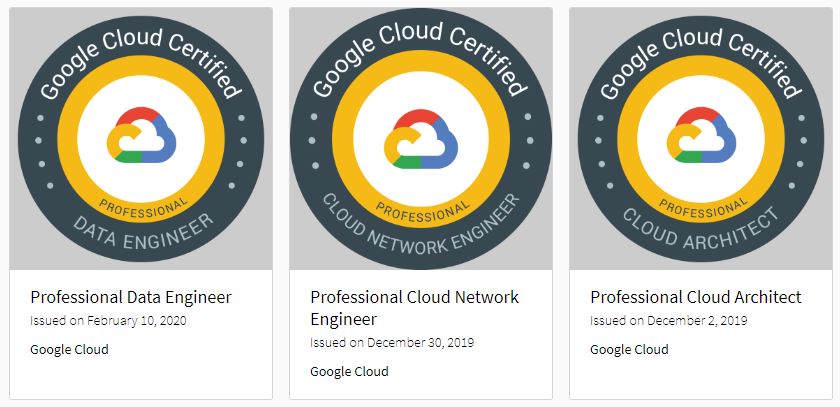 Google Cloud Certified
PROFESSIONAL
DATA ENGINEER
Professional Data Engineer
Issued on February 10, 2020
Google Cloud
Google Cloud Certified
PROFESSIONAL
CLOUD NETWORK ENGINEER
Professional Cloud Network
Engineer
Issued on December 30, 2019
Google Cloud
Google Cloud Certified
PROFESSIONAL
CLOUD ARCHITECT
Professional Cloud Architect
Issued on December 2, 2019
Google Cloud